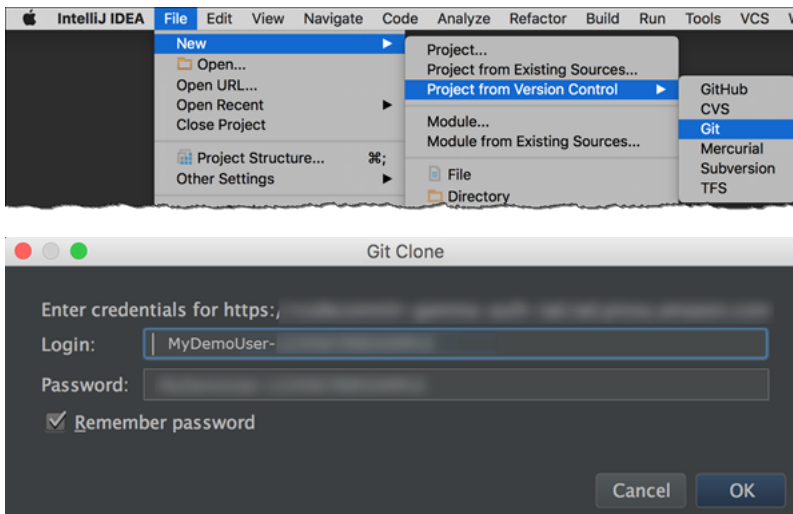 IntelliJ IDEA File Edit View Navigate Code Analyze Refactor Build Run Tools VCS
New
Open...
Open URL...
Open Recent
Close Project
Project Structure... ⌘;
Other Settings
Project...
Project from Existing Sources...
Project from Version Control
Module...
Module from Existing Sources...
File
Directory
GitHub
CVS
Git
Mercurial
Subversion
TFS
Git Clone
Enter credentials for https:/
Login: MyDemoUser-
Password:
Remember password
Cancel OK